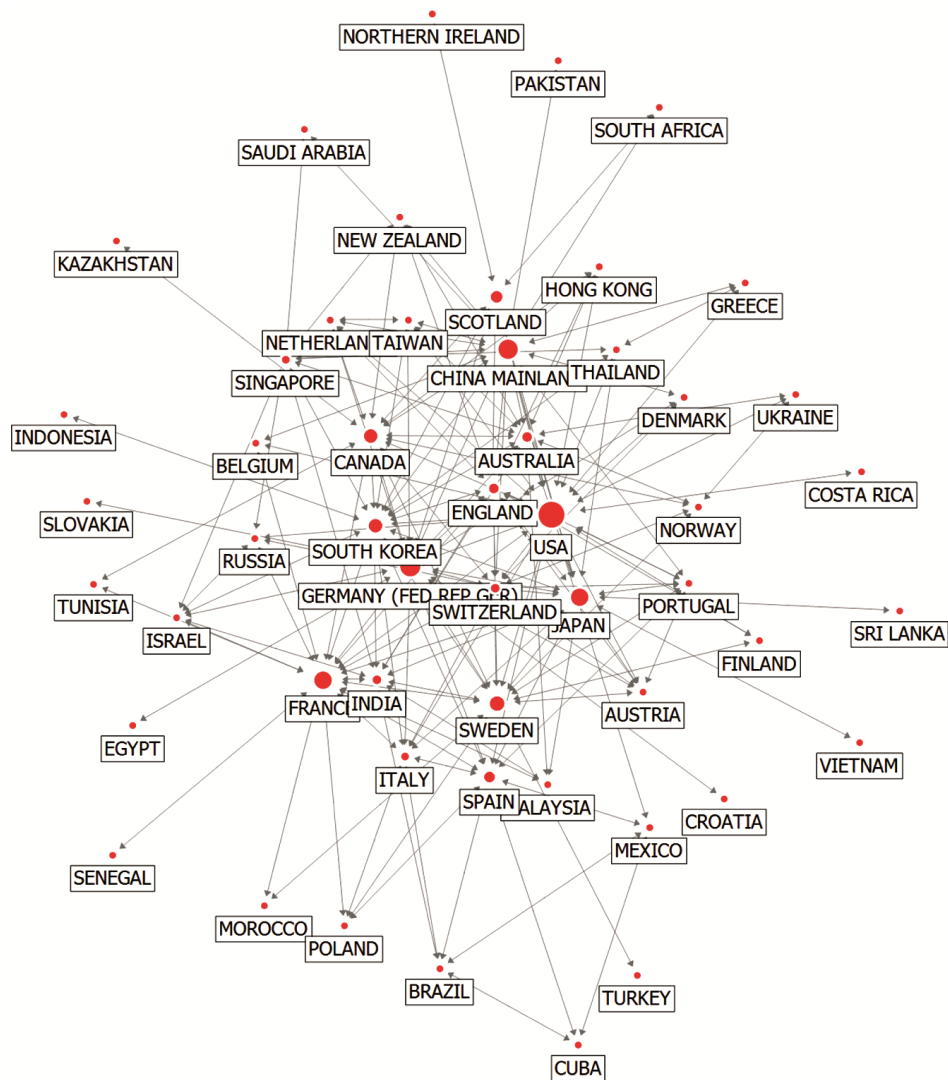 NORTHERN IRELAND
PAKISTAN
SOUTH AFRICA
SAUDI ARABIA
NEW ZEALAND
KAZAKHSTAN
HONG KONG
GREECE
SCOTLAND
NETHERLAN
TAIWAN
THAILAND
CHINA MAINLAN
SINGAPORE
DENMARK
UKRAINE
INDONESIA
BELGIUM
CANADA
AUSTRALIA
COSTA RICA
ENGLAND
SLOVAKIA
NORWAY
SOUTH KOREA
USA
RUSSIA
GERMANY (FED REP GER)
TUNISIA
SWITZERLAND
PORTUGAL
JAPAN
SRI LANKA
ISRAEL
FINLAND
FRANCE
INDIA
AUSTRIA
SWEDEN
EGYPT
VIETNAM
ITALY
SPAIN
ALAYSIA
CROATIA
MEXICO
SENEGAL
MOROCCO
POLAND
BRAZIL
TURKEY
CUBA